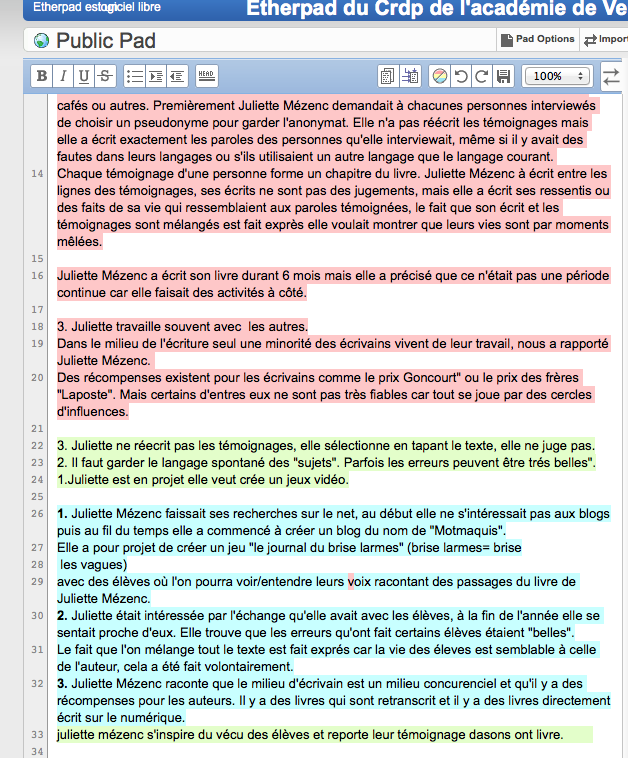 Etherpad est
logiciel libre
Etherpad du Crdp de l'académie de Ve
Public Pad
Pad Options
Import
B I U S
HEAD
100%
cafés ou autres. Premièrement Juliette Mézenc demandait à chacunes personnes interviewés
de choisir un pseudonyme pour garder l'anonymat. Elle n'a pas réécrit les témoignages mais
elle a écrit exactement les paroles des personnes qu'elle interviewait, même si il y avait des
fautes dans leurs langages ou s'ils utilisaient un autre langage que le langage courant.
14 Chaque témoignage d'une personne forme un chapitre du livre. Juliette Mézenc à écrit entre les
lignes des témoignages, ses écrits ne sont pas des jugements, mais elle a écrit ses ressentis ou
des faits de sa vie qui ressemblaient aux paroles témoignées, le fait que son écrit et les
témoignages sont mélangés est fait exprès elle voulait montrer que leurs vies sont par moments
mêlées.
15
16 Juliette Mézenc a écrit son livre durant 6 mois mais elle a précisé que ce n'était pas une période
continue car elle faisait des activités à côté.
17
18 3. Juliette travaille souvent avec les autres.
19 Dans le milieu de l'écriture seul une minorité des écrivains vivent de leur travail, nous a rapporté
Juliette Mézenc.
20 Des récompenses existent pour les écrivains comme le prix Goncourt" ou le prix des frères
"Laposte". Mais certains d'entres eux ne sont pas très fiables car tout se joue par des cercles
d'influences.
21
22 3. Juliette ne réecrit pas les témoignages, elle sélectionne en tapant le texte, elle ne juge pas.
23 2. Il faut garder le langage spontané des "sujets". Parfois les erreurs peuvent être trés belles".
24 1.Juliette est en projet elle veut crée un jeux vidéo.
25
26 1. Juliette Mézenc faissait ses recherches sur le net, au début elle ne s'intéressait pas aux blogs
puis au fil du temps elle a commencé à créer un blog du nom de "Motmaquis".
27 Elle a pour projet de créer un jeu "le journal du brise larmes" (brise larmes= brise
28 les vagues)
29 avec des élèves où l'on pourra voir/entendre leurs voix racontant des passages du livre de
Juliette Mézenc.
30 2. Juliette était intéressée par l'échange qu'elle avait avec les élèves, à la fin de l'année elle se
sentait proche d'eux. Elle trouve que les erreurs qu'ont fait certains élèves étaient "belles".
31 Le fait que l'on mélange tout le texte est fait exprés car la vie des éleves est semblable à celle
de l'auteur, cela a été fait volontairement.
32 3. Juliette Mézenc raconte que le milieu d'écrivain est un milieu concurenciel et qu'il y a des
récompenses pour les auteurs. Il y a des livres qui sont retranscrit et il y a des livres directement
écrit sur le numérique.
33 juliette mézenc s'inspire du vécu des élèves et reporte leur témoignage dasons ont livre.
34